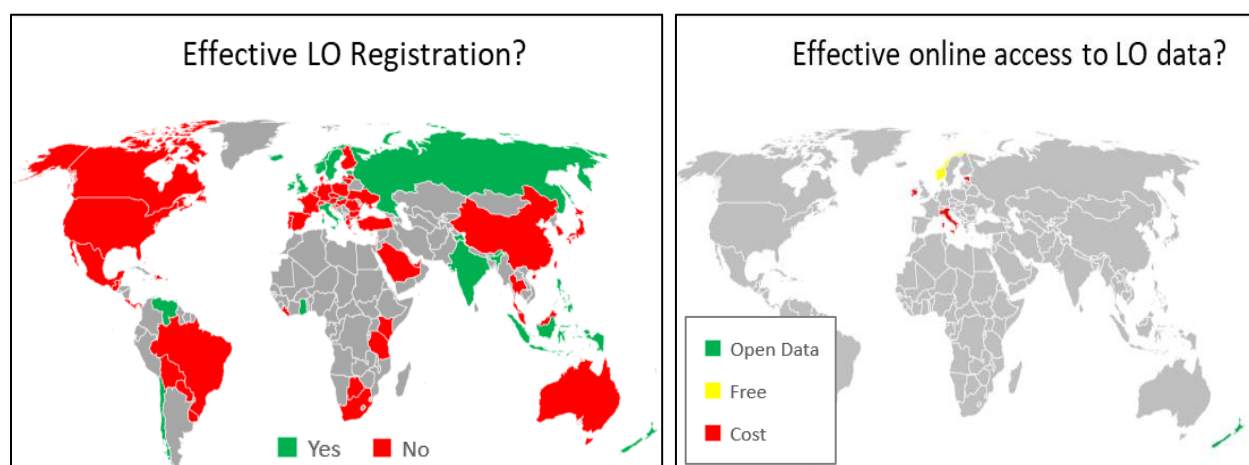 Effective LO Registration?
Yes No
Effective online access to LO data?
Open Data
Free
Cost